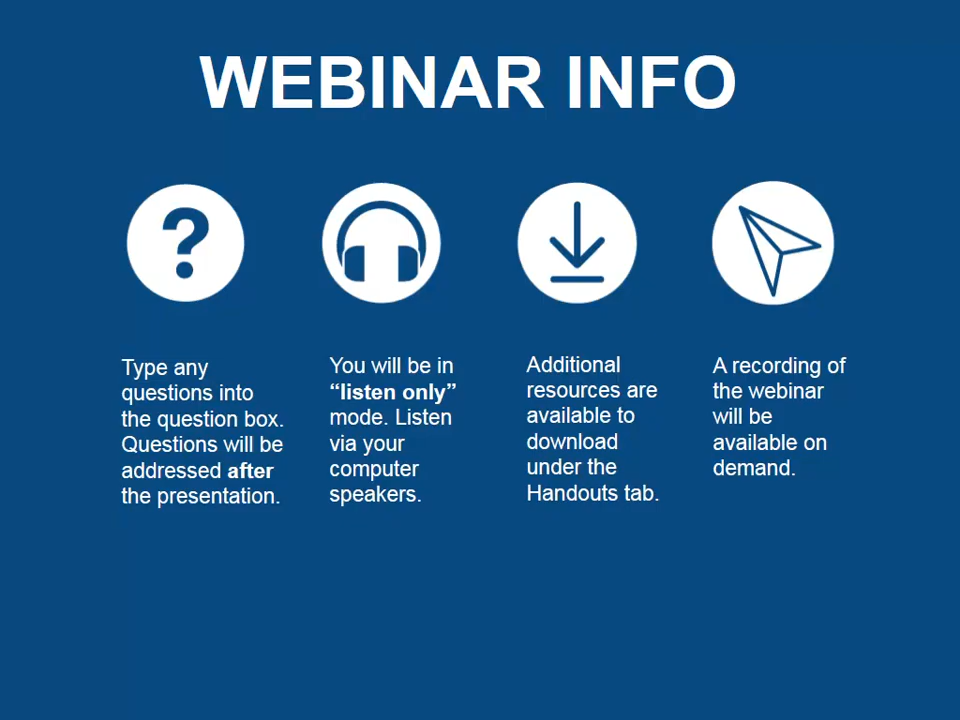 WEBINAR INFO
?
Type any
questions into
the question box.
Questions will be
addressed after
the presentation.
You will be in
“listen only”
mode. Listen
via your
computer
speakers.
Additional
resources are
available to
download
under the
Handouts tab.
A recording of
the webinar
will be
available on
demand.